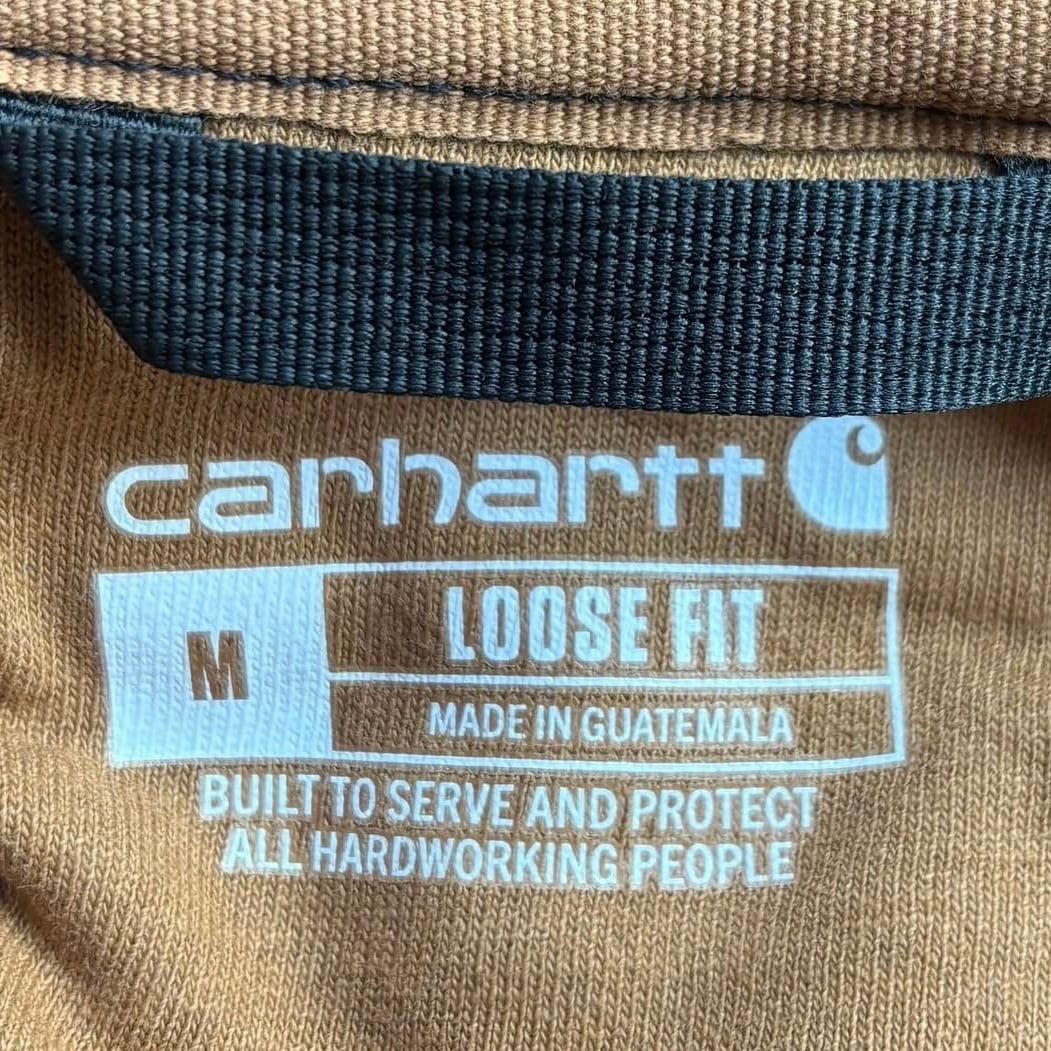 carhartt
M
LOOSE FIT
MADE IN GUATEMALA
BUILT TO SERVE AND PROTECT
ALL HARDWORKING PEOPLE